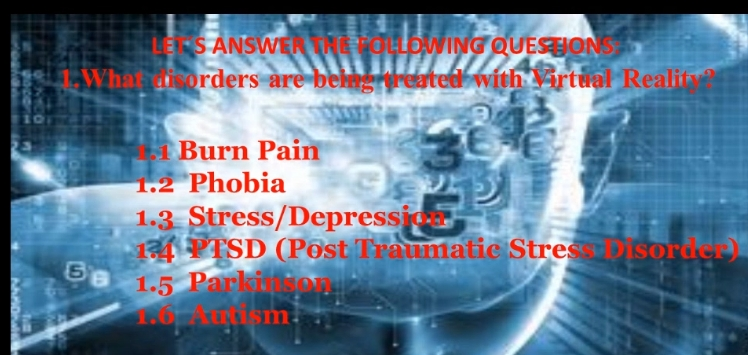 LET´S ANSWER THE FOLLOWING QUESTIONS:
1.What disorders are being treated with Virtual Reality?
1.1 Burn Pain
1.2 Phobia
1.3 Stress/Depression
1.4 PTSD (Post Traumatic Stress Disorder)
1.5 Parkinson
1.6 Autism